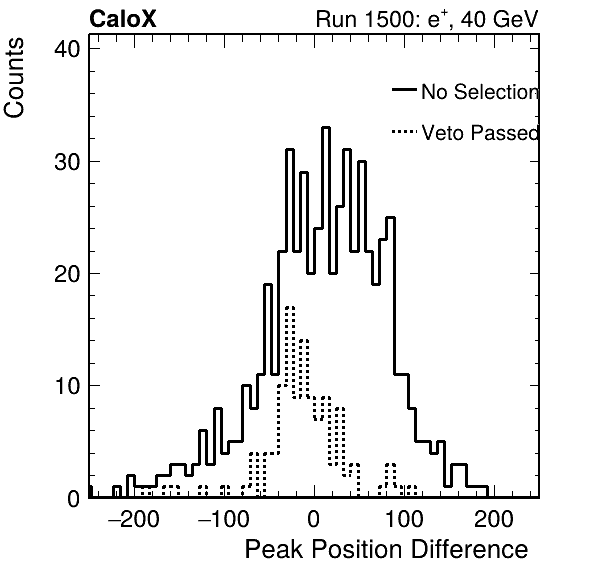 CaloX Run 1500: e⁺, 40 GeV
Counts
40
30
20
10
0
No Selection
Veto Passed
−200 −100 0 100 200
Peak Position Difference